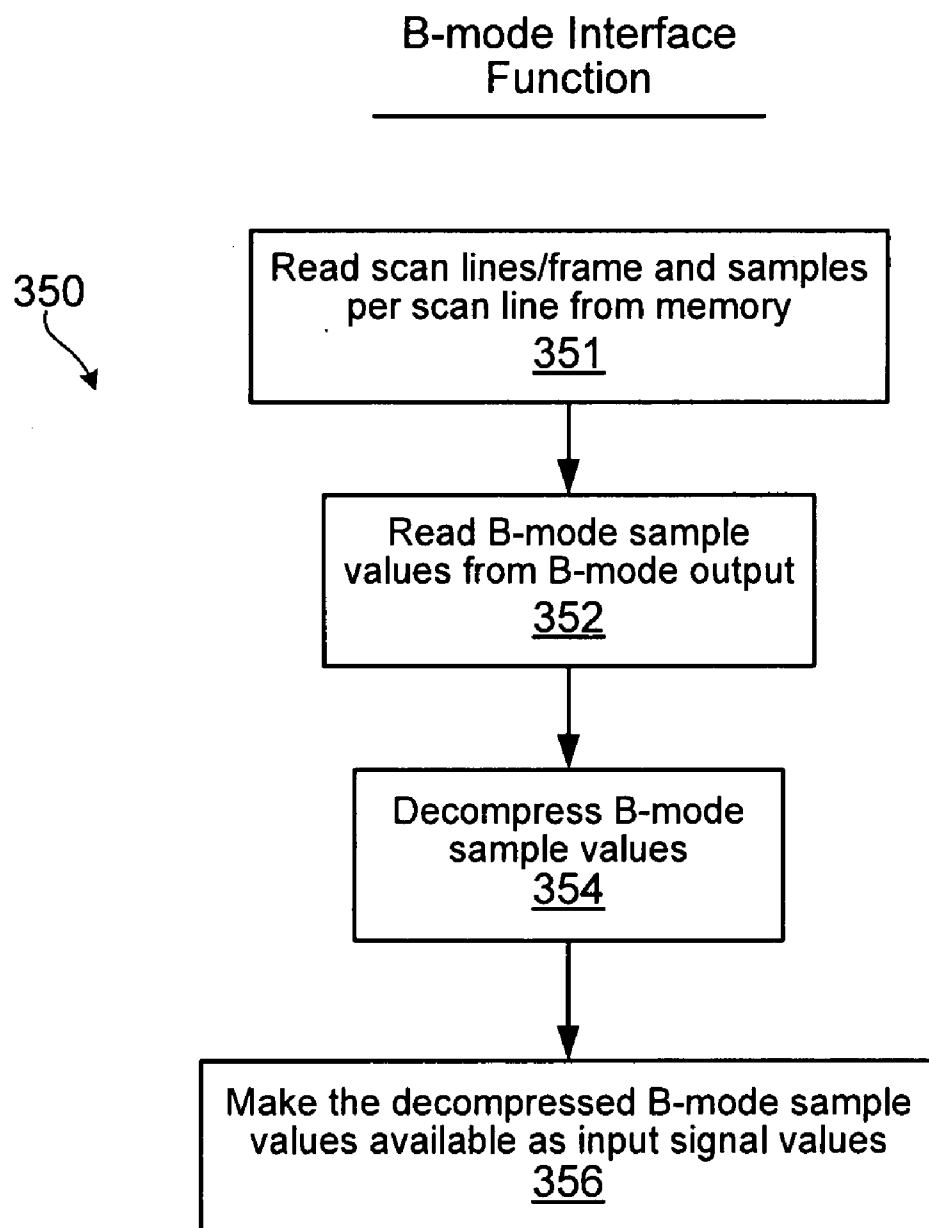 B-mode Interface
Function
350
Read scan lines/frame and samples
per scan line from memory
351
Read B-mode sample
values from B-mode output
352
Decompress B-mode
sample values
354
Make the decompressed B-mode sample
values available as input signal values
356